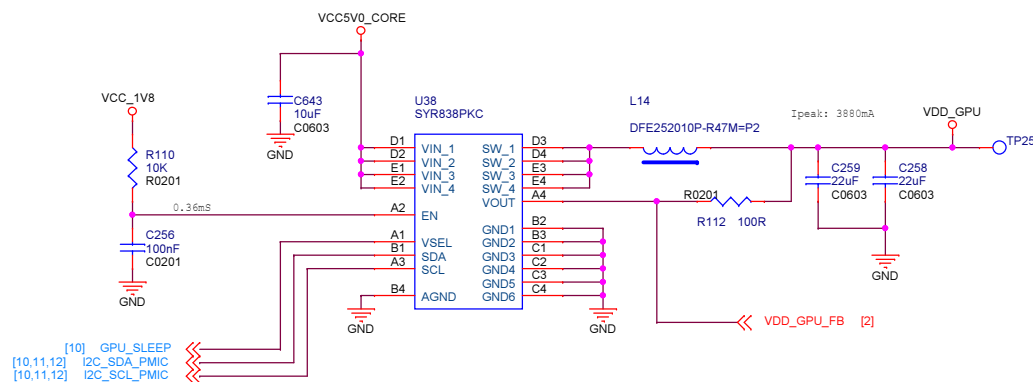 VCC5V0_CORE
VCC_1V8
C643
10uF
C0603
GND
U38
SYR838PKC
L14
DFE252010P-R47M=P2
Ipeak: 3880mA
VDD_GPU
TP25
R110
10K
R0201
D1 VIN_1 SW_1 D3
D2 VIN_2 SW_2 D4
E1 VIN_3 SW_3 E3
E2 VIN_4 SW_4 E4
VOUT A4
0.36mS
A2 EN
C256
100nF
C0201
GND
A1 VSEL
B1 SDA
A3 SCL
B4 AGND
GND
GND1 B2
GND2 B3
GND3 C1
GND4 C2
GND5 C3
GND6 C4
GND
R0201
R112 100R
C259
22uF
C0603
C258
22uF
C0603
GND
VDD_GPU_FB [2]
[10] GPU_SLEEP
[10,11,12] I2C_SDA_PMIC
[10,11,12] I2C_SCL_PMIC